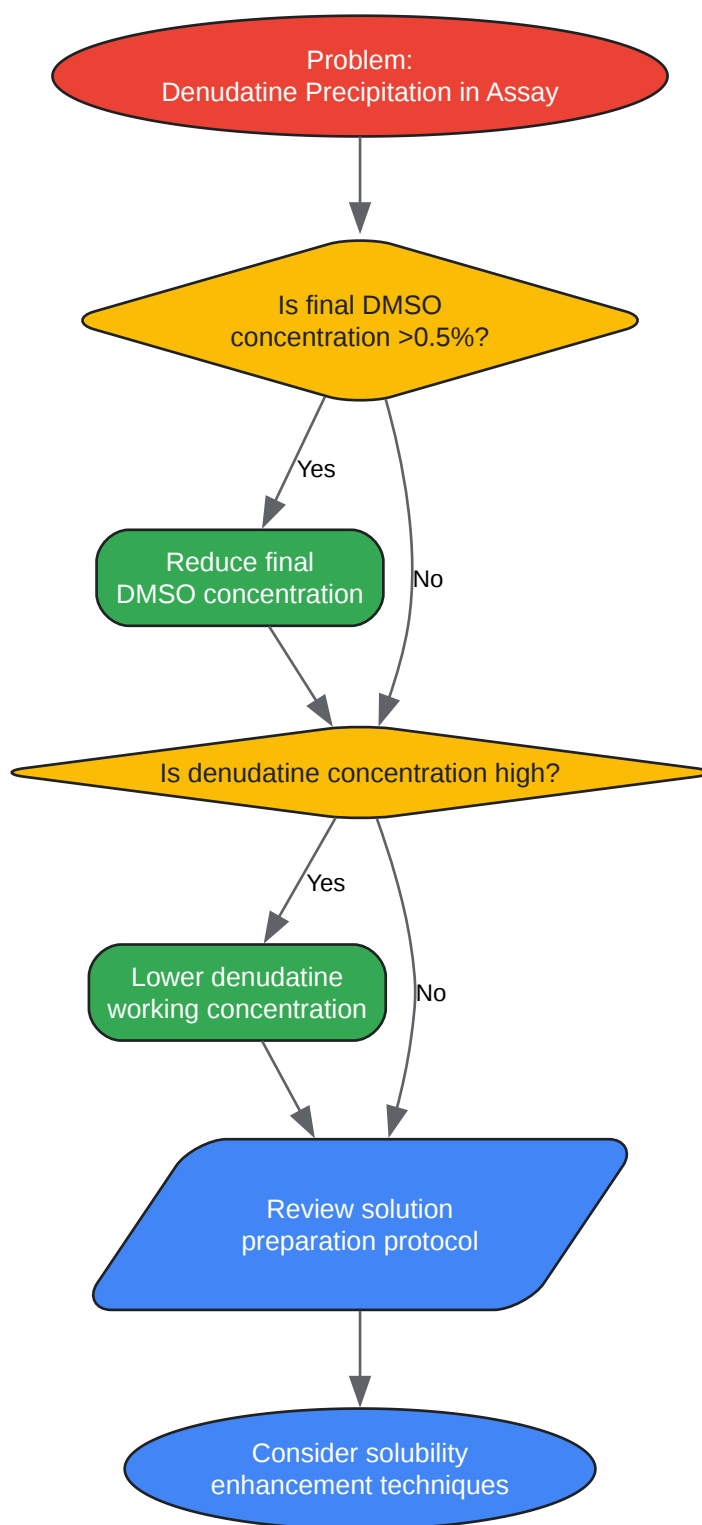 Problem:
Denudatine Precipitation in Assay
Is final DMSO
concentration >0.5%?
Yes
Reduce final
DMSO concentration
No
Is denudatine concentration high?
Yes
Lower denudatine
working concentration
No
Review solution
preparation protocol
Consider solubility
enhancement techniques